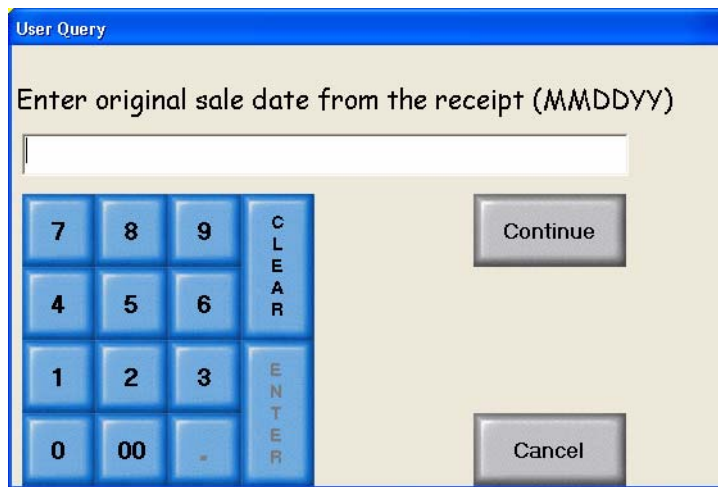 User Query
Enter original sale date from the receipt (MMDDYY)
7 8 9 CLEAR
Continue
4 5 6
1 2 3 ENTER
0 00 .
Cancel